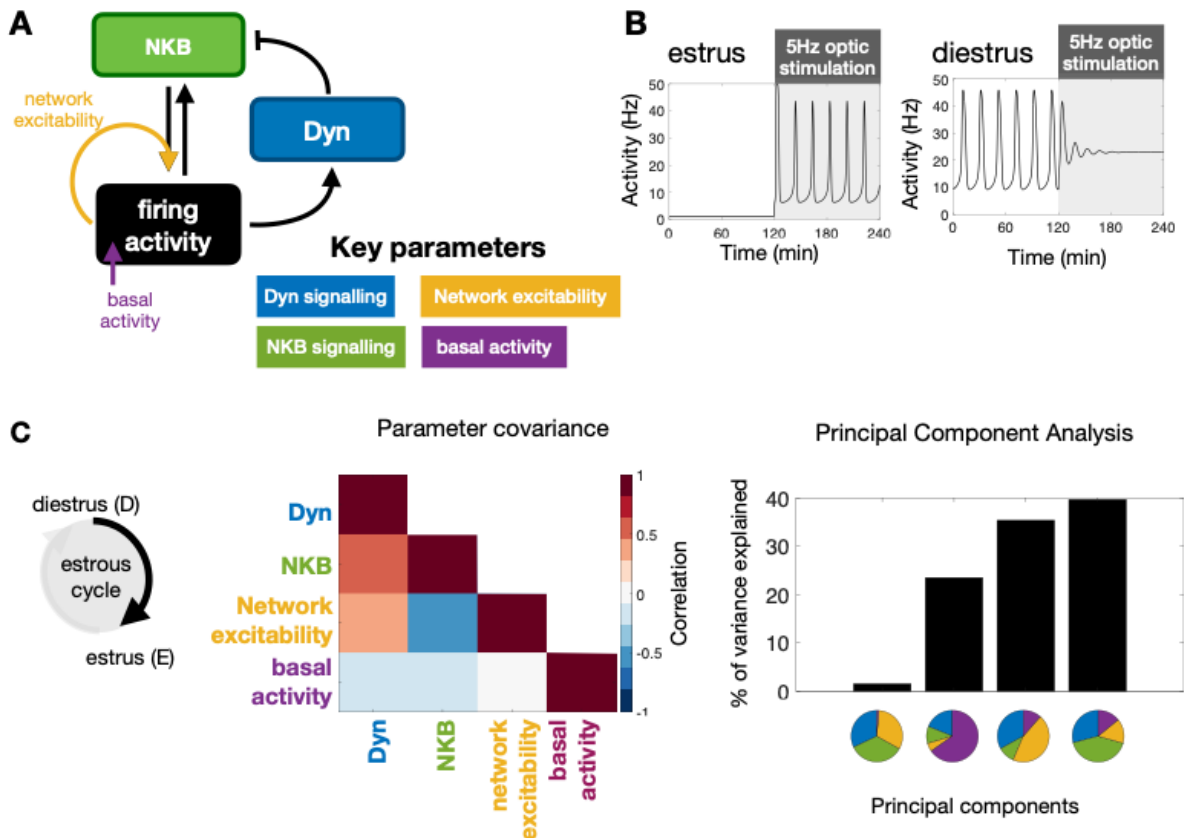 A
NKB
network
excitability
Dyn
firing
activity
basal
activity
Key parameters
Dyn signalling
Network excitability
NKB signalling
basal activity
B
estrus
5Hz optic
stimulation
Activity (Hz)
50
40
30
20
10
0
0 60 120 180 240
Time (min)
diestrus
5Hz optic
stimulation
Activity (Hz)
50
40
30
20
10
0
0 60 120 180 240
Time (min)
C
diestrus (D)
estrous
cycle
estrus (E)
Parameter covariance
Dyn
NKB
Network
excitability
basal
activity
Dyn
NKB
network
excitability
basal
activity
1
0.5
0
-0.5
-1
Correlation
Principal Component Analysis
% of variance explained
40
30
20
10
0
Principal components